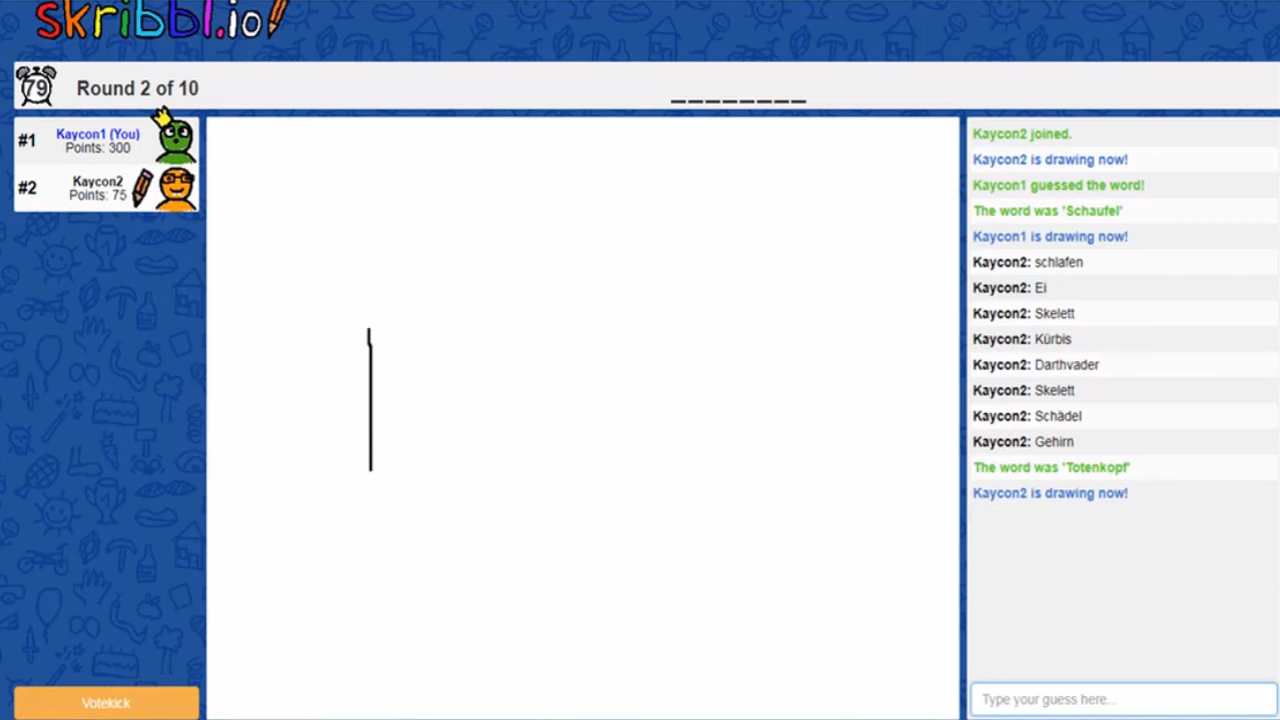 skribbl.io
79 Round 2 of 10
________
#1 Kaycon1 (You)
Points: 300
#2 Kaycon2
Points: 75
Kaycon2 joined.
Kaycon2 is drawing now!
Kaycon1 guessed the word!
The word was 'Schaufel'
Kaycon1 is drawing now!
Kaycon2: schlafen
Kaycon2: Ei
Kaycon2: Skelett
Kaycon2: Kürbis
Kaycon2: Darthvader
Kaycon2: Skelett
Kaycon2: Schädel
Kaycon2: Gehirn
The word was 'Totenkopf'
Kaycon2 is drawing now!
Votekick
Type your guess here...